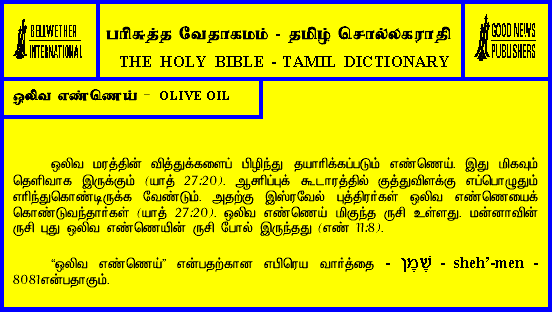 BELLWETHER
INTERNATIONAL
பரிசுத்த வேதாகமம் - தமிழ் சொல்லகராதி
THE HOLY BIBLE - TAMIL DICTIONARY
GOOD NEWS
PUBLISHERS
ஒலிவ எண்ணெய் - OLIVE OIL
ஒலிவ மரத்தின் வித்துக்களைப் பிழிந்து தயாரிக்கப்படும் எண்ணெய். இது மிகவும்
தெளிவாக இருக்கும் (யாத் 27:20). ஆசரிப்புக் கூடாரத்தில் குத்துவிளக்கு எப்பொழுதும்
எரிந்துகொண்டிருக்க வேண்டும். அதற்கு இஸ்ரவேல் புத்திரர்கள் ஒலிவ எண்ணெயைக்
கொண்டுவந்தார்கள் (யாத் 27:20). ஒலிவ எண்ணெய் மிகுந்த ருசி உள்ளது. மன்னாவின்
ருசி புது ஒலிவ எண்ணெயின் ருசி போல் இருந்தது (எண் 11:8).
“ஒலிவ எண்ணெய்” என்பதற்கான எபிரெய வார்த்தை - שֶׁמֶן - sheh’-men -
8081என்பதாகும்.